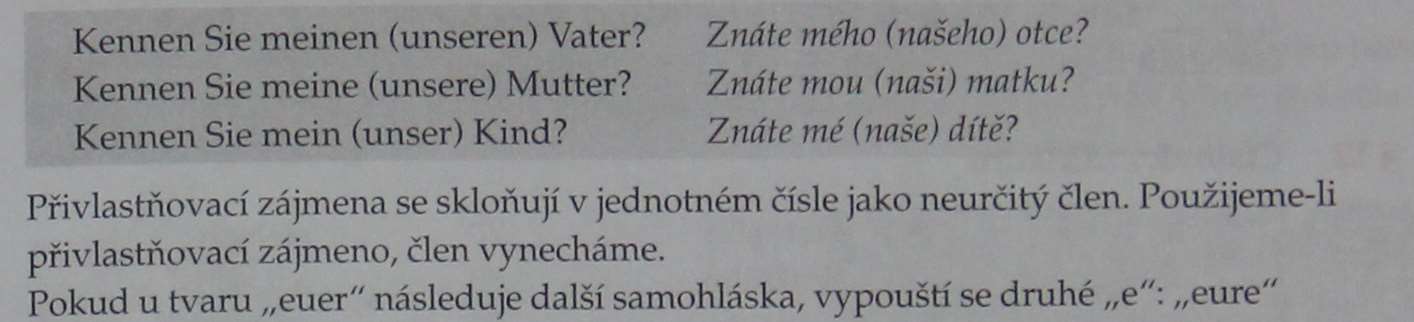 Kennen Sie meinen (unseren) Vater? Znáte mého (našeho) otce?
Kennen Sie meine (unsere) Mutter? Znáte mou (naši) matku?
Kennen Sie mein (unser) Kind? Znáte mé (naše) dítě?
Přivlastňovací zájmena se skloňují v jednotném čísle jako neurčitý člen. Použijeme-li
přivlastňovací zájmeno, člen vynecháme.
Pokud u tvaru „euer“ následuje další samohláska, vypouští se druhé „e“: „eure“